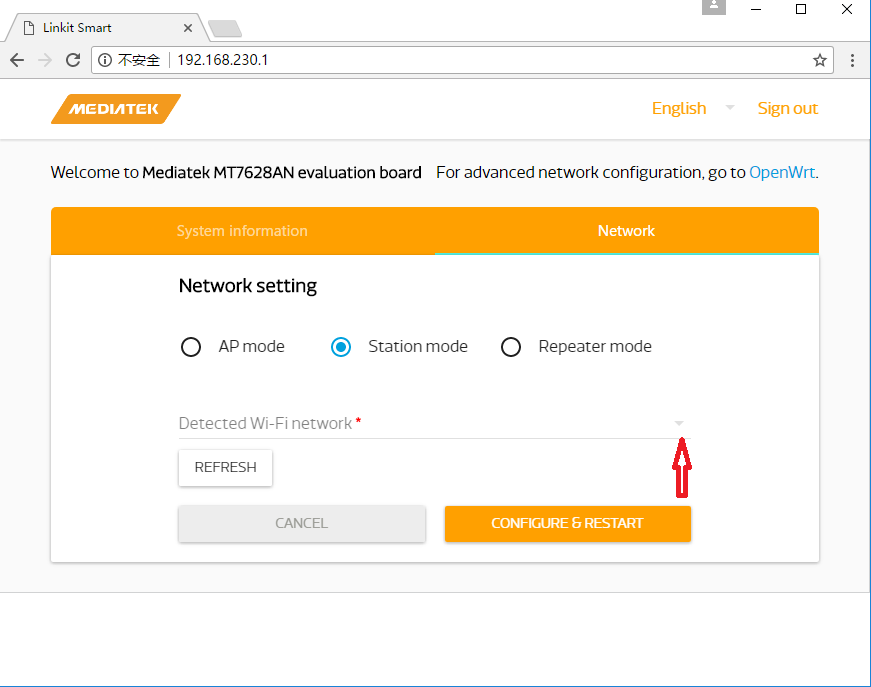 Linkit Smart
不安全 192.168.230.1
MEDIATEK English Sign out
Welcome to Mediatek MT7628AN evaluation board For advanced network configuration, go to OpenWrt.
System information Network
Network setting
AP mode Station mode Repeater mode
Detected Wi-Fi network *
REFRESH
CANCEL CONFIGURE & RESTART